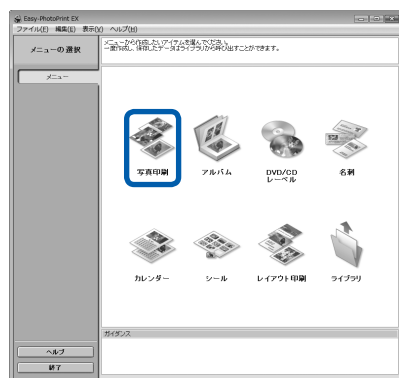 Easy-PhotoPrint EX
ファイル(F) 編集(E) 表示(V) ヘルプ(H)
メニューの選択
メニューから作成したいアイテムを選んでください。
一度作成し、保存したデータはライブラリから呼び出すことができます。
メニュー
写真印刷
アルバム
DVD/CD
レーベル
名刺
カレンダー
シール
レイアウト印刷
ライブラリ
ガイダンス
ヘルプ
終了